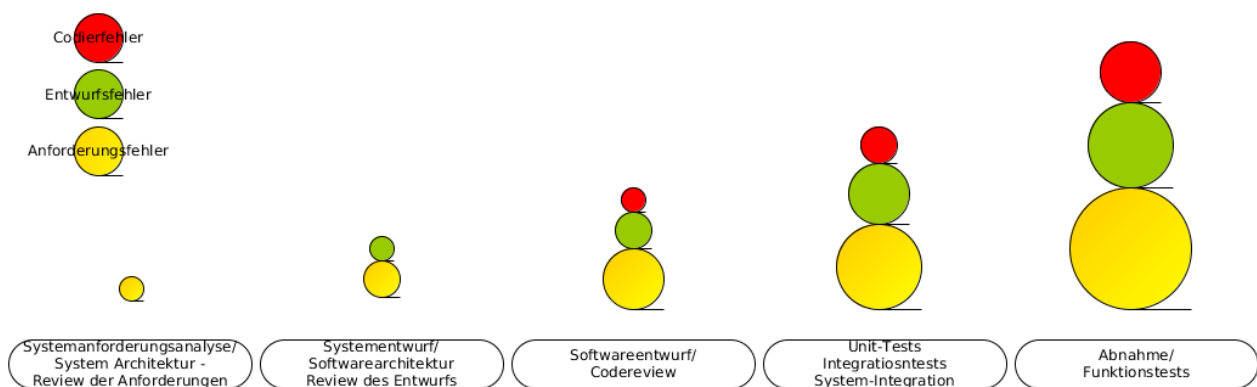 Codierfehler
Entwurfsfehler
Anforderungsfehler
Systemanforderungsanalyse/
System Architektur -
Review der Anforderungen
Systementwurf/
Softwarearchitektur
Review des Entwurfs
Softwareentwurf/
Codereview
Unit-Tests
Integrationtests
System-Integration
Abnahme/
Funktionstests